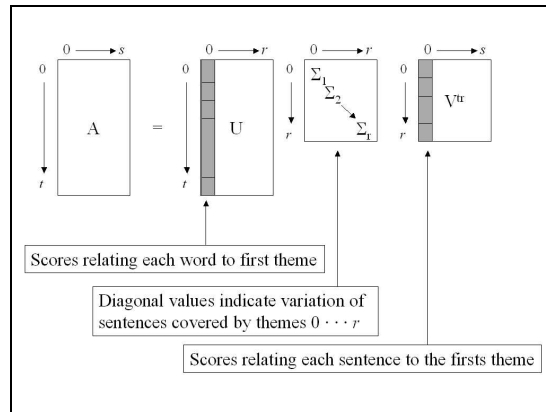 0 → s 0 → r 0 → r 0 → s
0 0 0 0
Σ1
Σ2
Σr
A = U Vtr
r r
t t
Scores relating each word to first theme
Diagonal values indicate variation of
sentences covered by themes 0 · · · r
Scores relating each sentence to the firsts theme